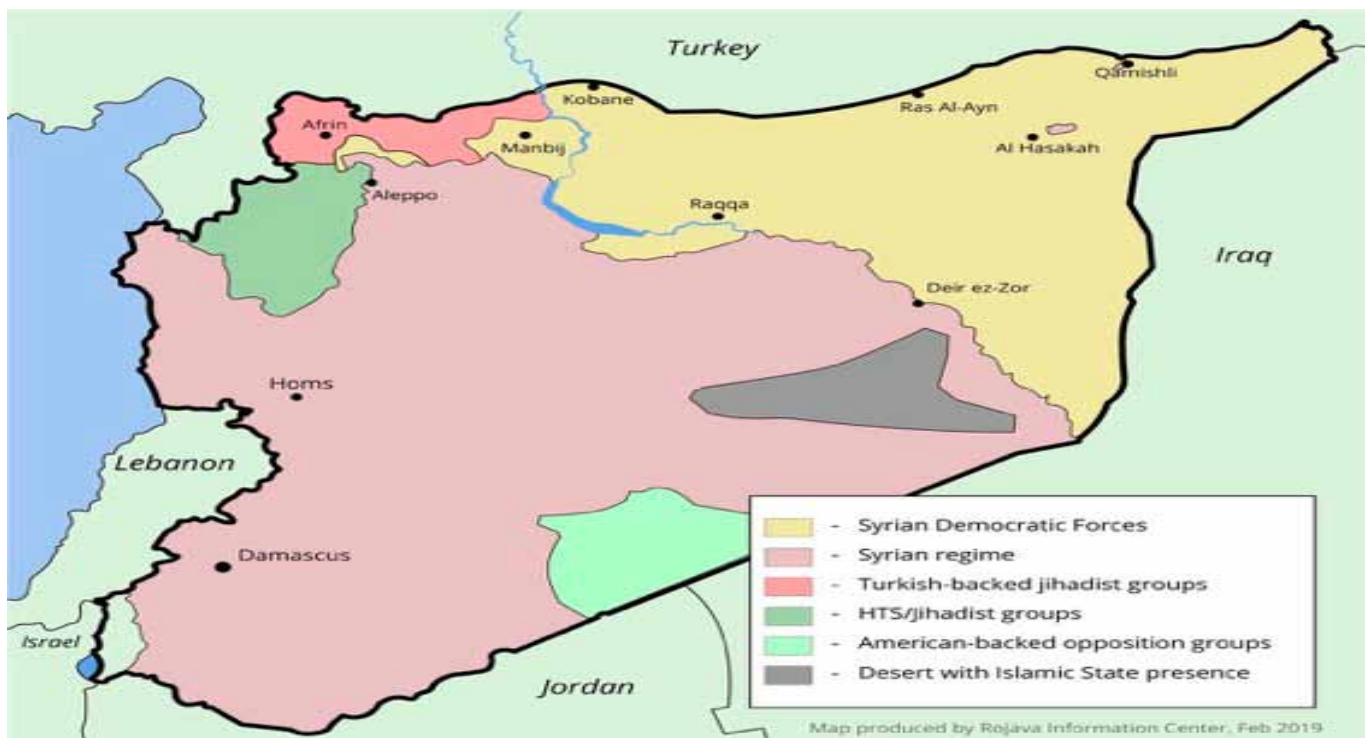 Turkey
Qamishli
Kobane
Ras Al-Ayn
Afrin
Manbij
Al Hasakah
Aleppo
Raqqa
Iraq
Deir ez-Zor
Homs
Lebanon
Damascus
Israel
Jordan
- Syrian Democratic Forces
- Syrian regime
- Turkish-backed jihadist groups
- HTS/Jihadist groups
- American-backed opposition groups
- Desert with Islamic State presence
Map produced by Rojava Information Center, Feb 2019